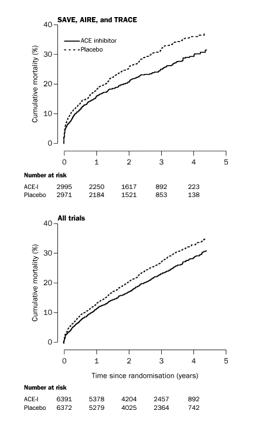 SAVE, AIRE, and TRACE
40
30
20
10
0
Cumulative mortality (%)
ACE inhibitor
Placebo
0 1 2 3 4 5
Number at risk
ACE-I 2995 2250 1617 892 223
Placebo 2971 2184 1521 853 138
All trials
40
30
20
10
0
Cumulative mortality (%)
0 1 2 3 4 5
Time since randomisation (years)
Number at risk
ACE-I 6391 5378 4204 2457 892
Placebo 6372 5279 4025 2364 742